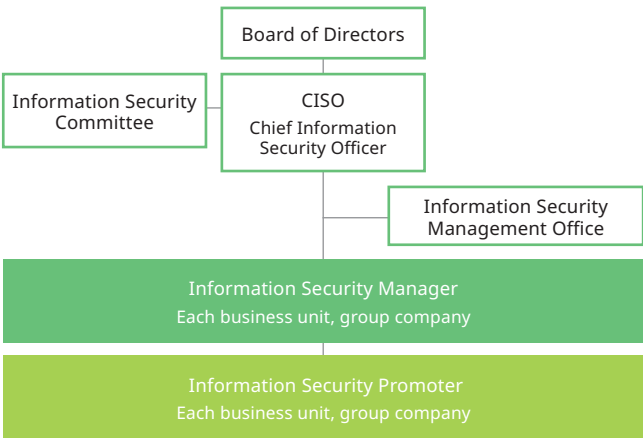 Board of Directors
Information Security
Committee
CISO
Chief Information
Security Officer
Information Security
Management Office
Information Security Manager
Each business unit, group company
Information Security Promoter
Each business unit, group company